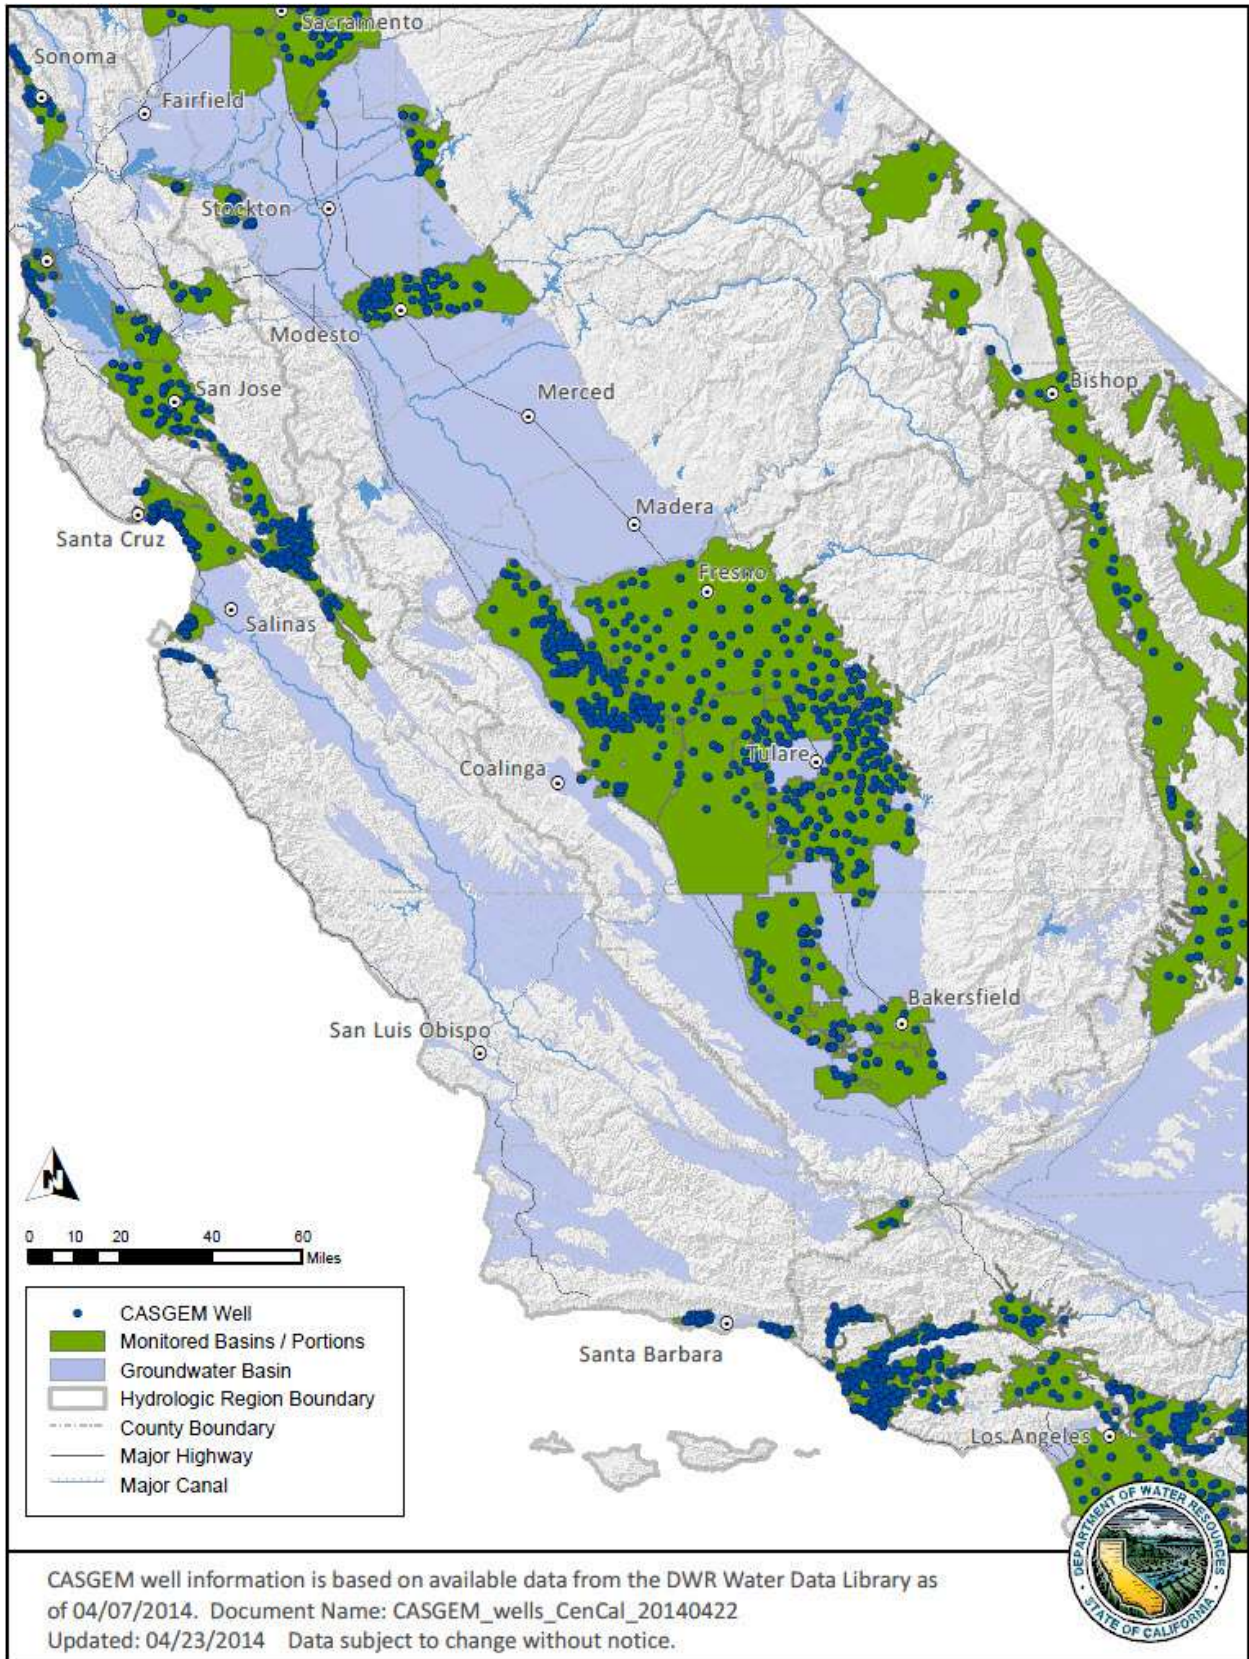 Sacramento
Sonoma
Fairfield
Stockton
Modesto
San Jose
Merced
Bishop
Madera
Santa Cruz
Fresno
Salinas
Tulare
Coalinga
Bakersfield
San Luis Obispo
N
0 10 20 40 60
Miles
CASGEM Well
Monitored Basins / Portions
Groundwater Basin
Hydrologic Region Boundary
County Boundary
Major Highway
Major Canal
Santa Barbara
Los Angeles
DEPARTMENT OF WATER RESOURCES
STATE OF CALIFORNIA
CASGEM well information is based on available data from the DWR Water Data Library as
of 04/07/2014. Document Name: CASGEM_wells_CenCal_20140422
Updated: 04/23/2014 Data subject to change without notice.